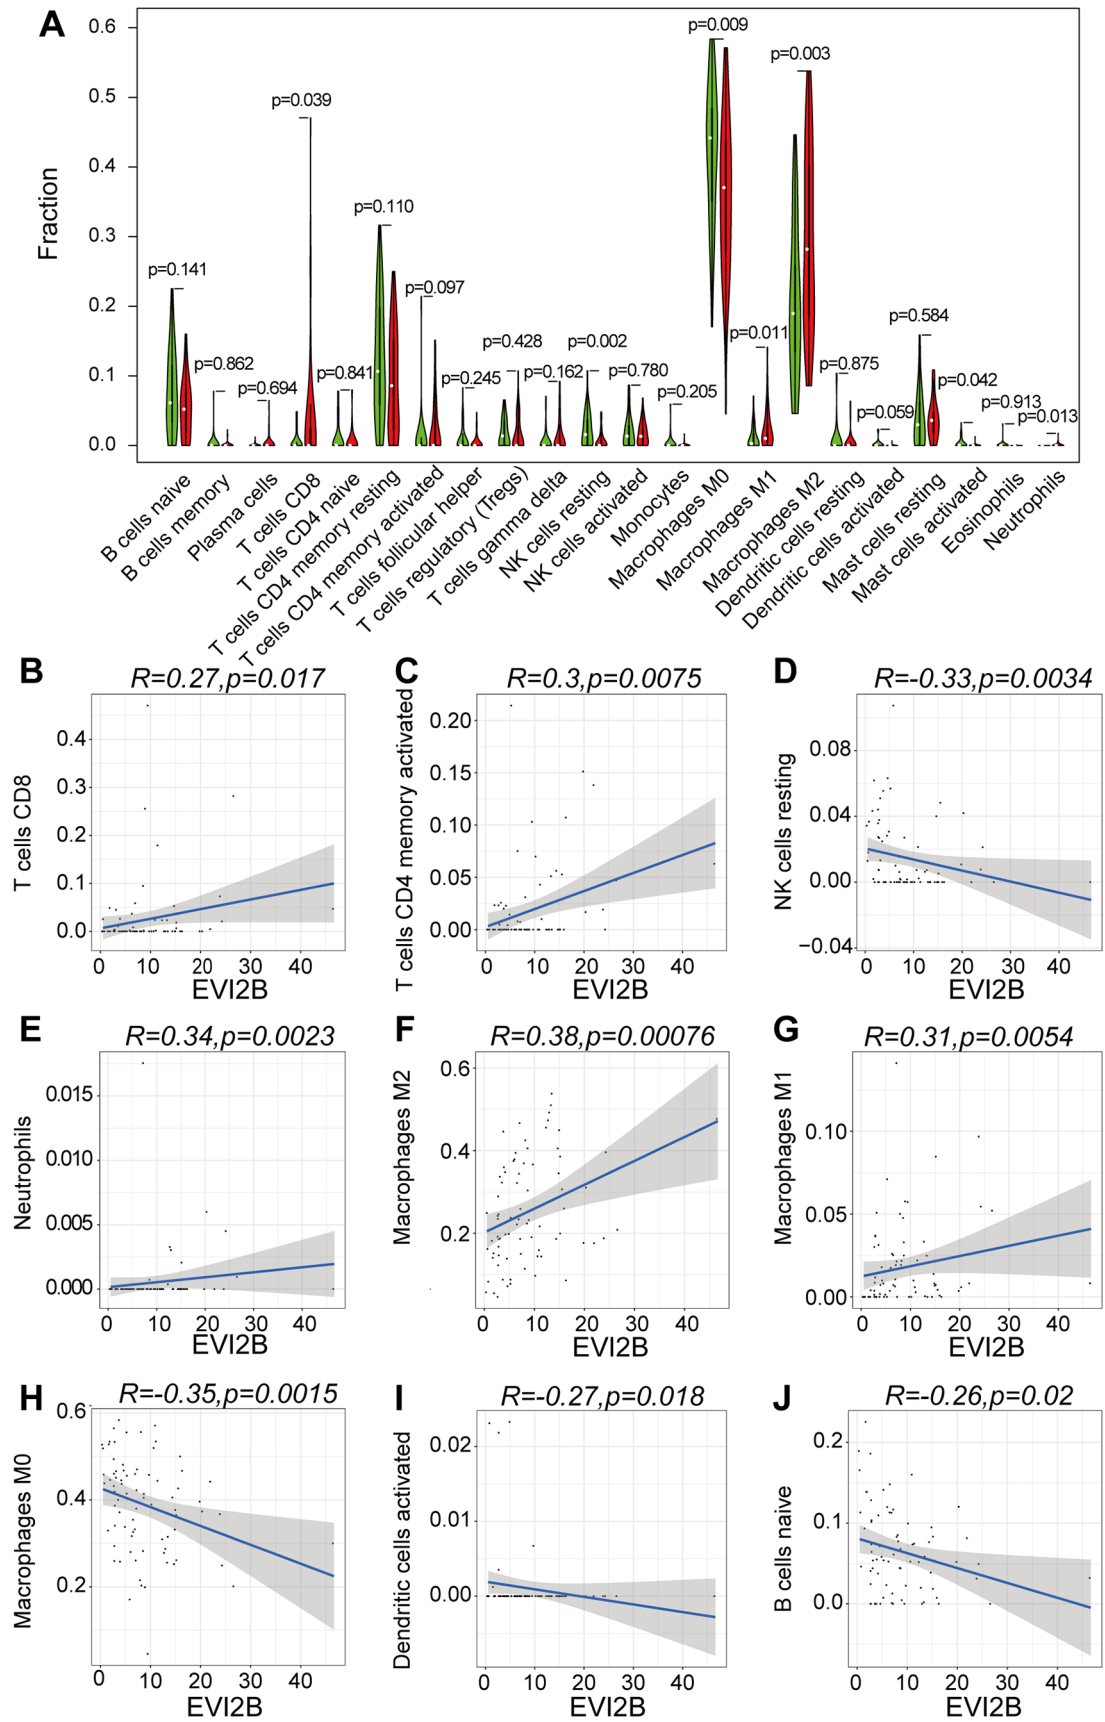 A
Fraction
0.6
0.5
0.4
0.3
0.2
0.1
0.0
p=0.141
p=0.862
p=0.694
p=0.039
p=0.841
p=0.110
p=0.097
p=0.245
p=0.428
p=0.162
p=0.002
p=0.780
p=0.205
p=0.009
p=0.011
p=0.003
p=0.875
p=0.059
p=0.584
p=0.042
p=0.913
p=0.013
B cells naive
B cells memory
Plasma cells
T cells CD8
T cells CD4 naive
T cells CD4 memory resting
T cells CD4 memory activated
T cells follicular helper
T cells regulatory (Tregs)
T cells gamma delta
NK cells resting
NK cells activated
Monocytes
Macrophages M0
Macrophages M1
Macrophages M2
Dendritic cells resting
Dendritic cells activated
Mast cells resting
Mast cells activated
Eosinophils
Neutrophils
B
R=0.27,p=0.017
T cells CD8
0.4
0.3
0.2
0.1
0.0
0 10 20 30 40
EVI2B
C
R=0.3,p=0.0075
T cells CD4 memory activated
0.20
0.15
0.10
0.05
0.00
0 10 20 30 40
EVI2B
D
R=-0.33,p=0.0034
NK cells resting
0.08
0.04
0.00
−0.04
0 10 20 30 40
EVI2B
E
R=0.34,p=0.0023
Neutrophils
0.015
0.010
0.005
0.000
0 10 20 30 40
EVI2B
F
R=0.38,p=0.00076
Macrophages M2
0.6
0.4
0.2
0 10 20 30 40
EVI2B
G
R=0.31,p=0.0054
Macrophages M1
0.10
0.05
0.00
0 10 20 30 40
EVI2B
H
R=-0.35,p=0.0015
Macrophages M0
0.6
0.4
0.2
0 10 20 30 40
EVI2B
I
R=-0.27,p=0.018
Dendritic cells activated
0.02
0.01
0.00
0 10 20 30 40
EVI2B
J
R=-0.26,p=0.02
B cells naive
0.2
0.1
0.0
0 10 20 30 40
EVI2B